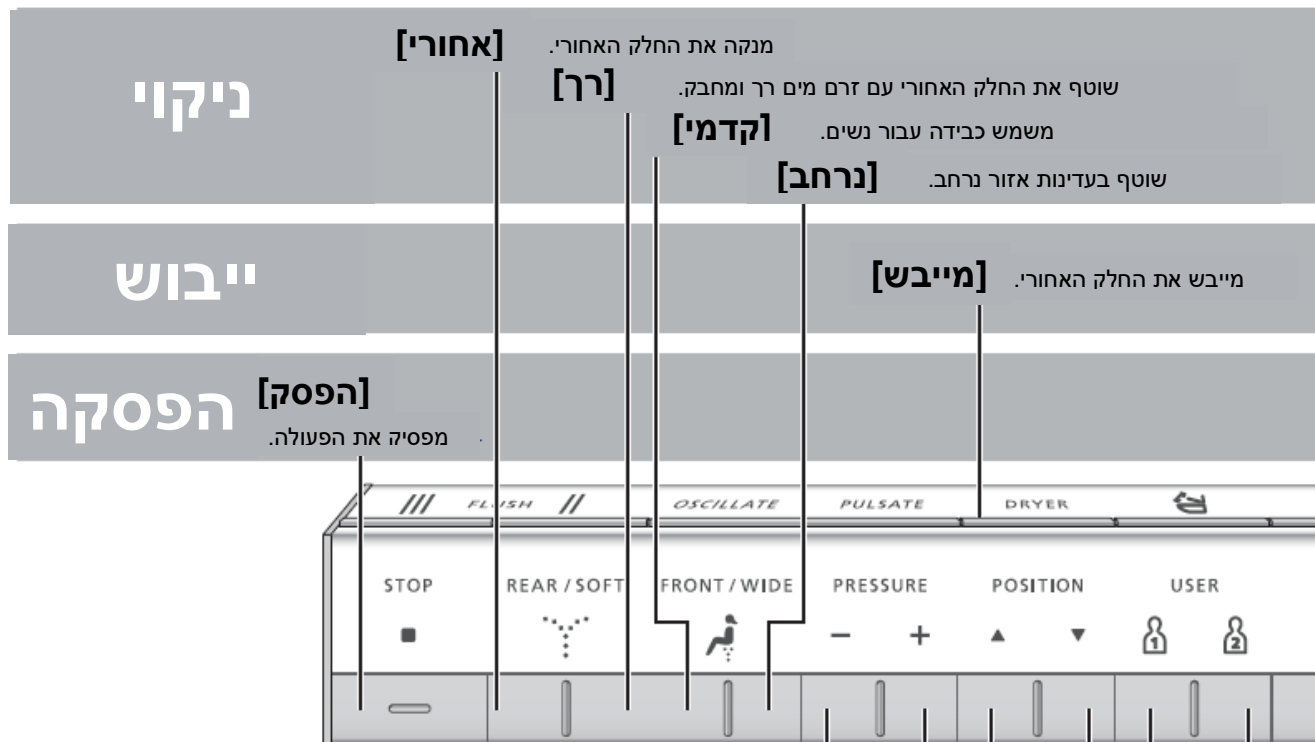 ניקוי
[אחורי] מנקה את החלק האחורי.
[רך] שוטף את החלק האחורי עם זרם מים רך ומחבק.
[קדמי] משמש כבידה עבור נשים.
[נרחב] שוטף בעדינות אזור נרחב.
ייבוש
[מייבש] מייבש את החלק האחורי.
הפסקה
[הפסק]
מפסיק את הפעולה.
FLUSH OSCILLATE PULSATE DRYER
STOP REAR / SOFT FRONT / WIDE PRESSURE POSITION USER
− + ▲ ▼ 1 2